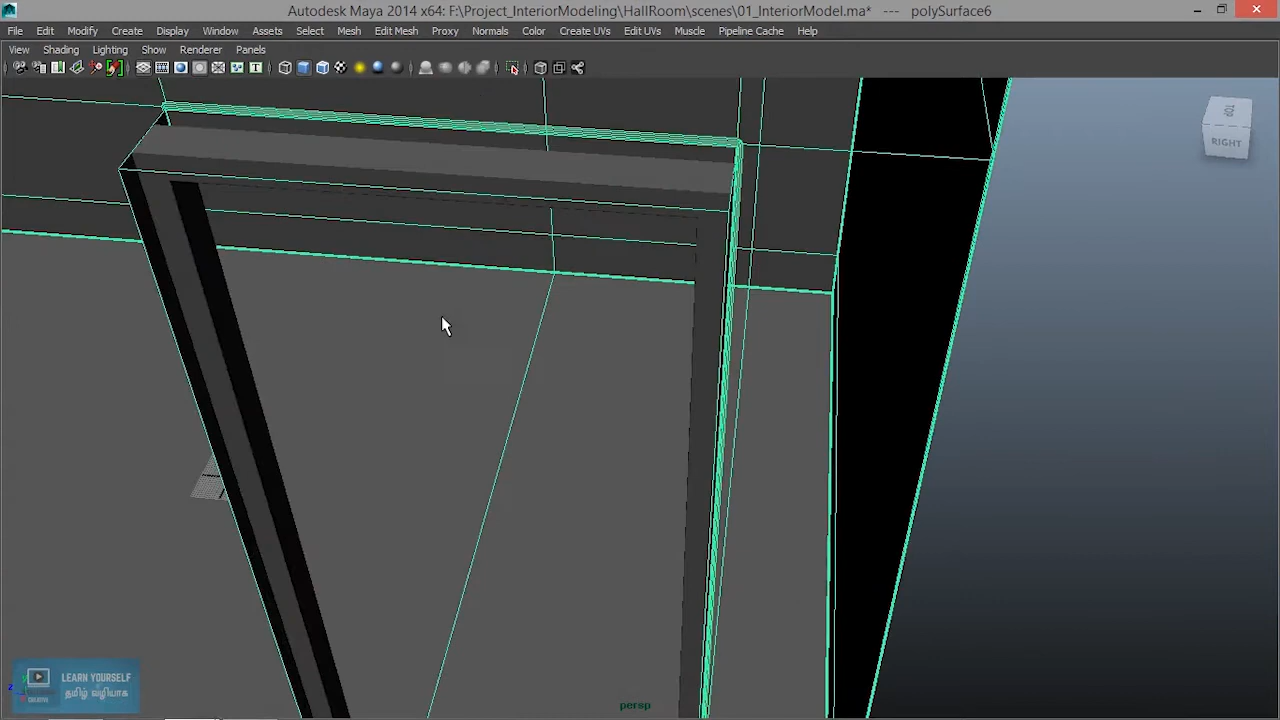 Autodesk Maya 2014 x64: F:\Project_InteriorModeling\HallRoom\scenes\01_InteriorModel.ma* --- polySurface6
File Edit Modify Create Display Window Assets Select Mesh Edit Mesh Proxy Normals Color Create UVs Edit UVs Muscle Pipeline Cache Help
View Shading Lighting Show Renderer Panels
TOP
RIGHT
LEARN YOURSELF
தமிழ் வழியாக
CREATIVE
z
persp